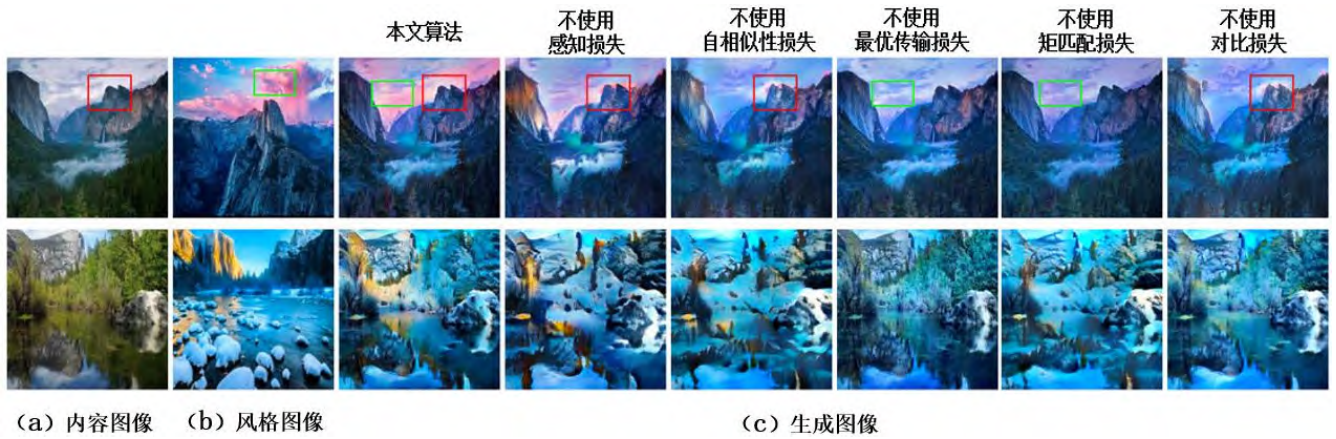 本文算法
不使用
感知损失
不使用
自相似性损失
不使用
最优传输损失
不使用
矩匹配损失
不使用
对比损失
(a) 内容图像
(b) 风格图像
(c) 生成图像